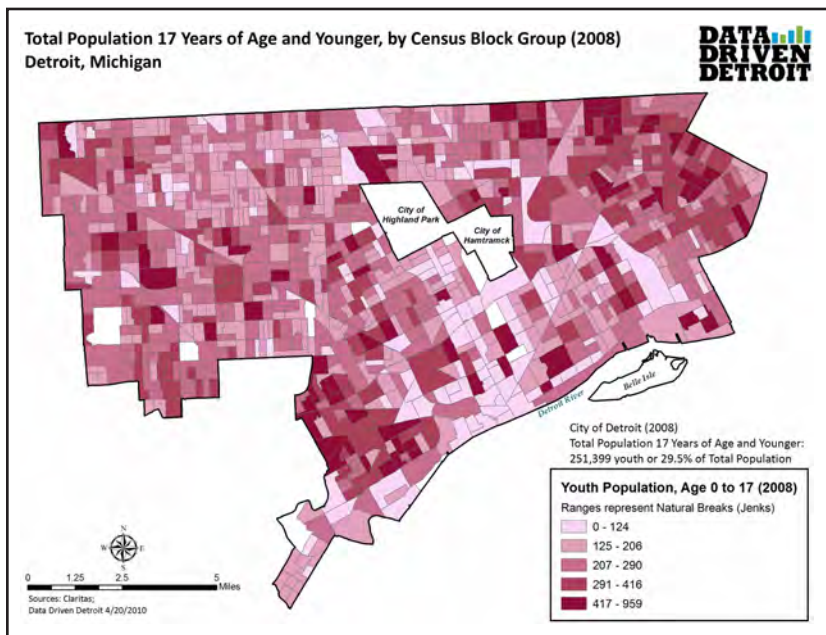 Total Population 17 Years of Age and Younger, by Census Block Group (2008)
Detroit, Michigan
DATA
DRIVEN
DETROIT
City of
Highland Park
City of
Hamtramck
Belle Isle
Detroit River
City of Detroit (2008)
Total Population 17 Years of Age and Younger:
251,399 youth or 29.5% of Total Population
Youth Population, Age 0 to 17 (2008)
Ranges represent Natural Breaks (Jenks)
0 - 124
125 - 206
207 - 290
291 - 416
417 - 959
N
W E
S
0 1.25 2.5 5
Miles
Sources: Claritas;
Data Driven Detroit 4/20/2010